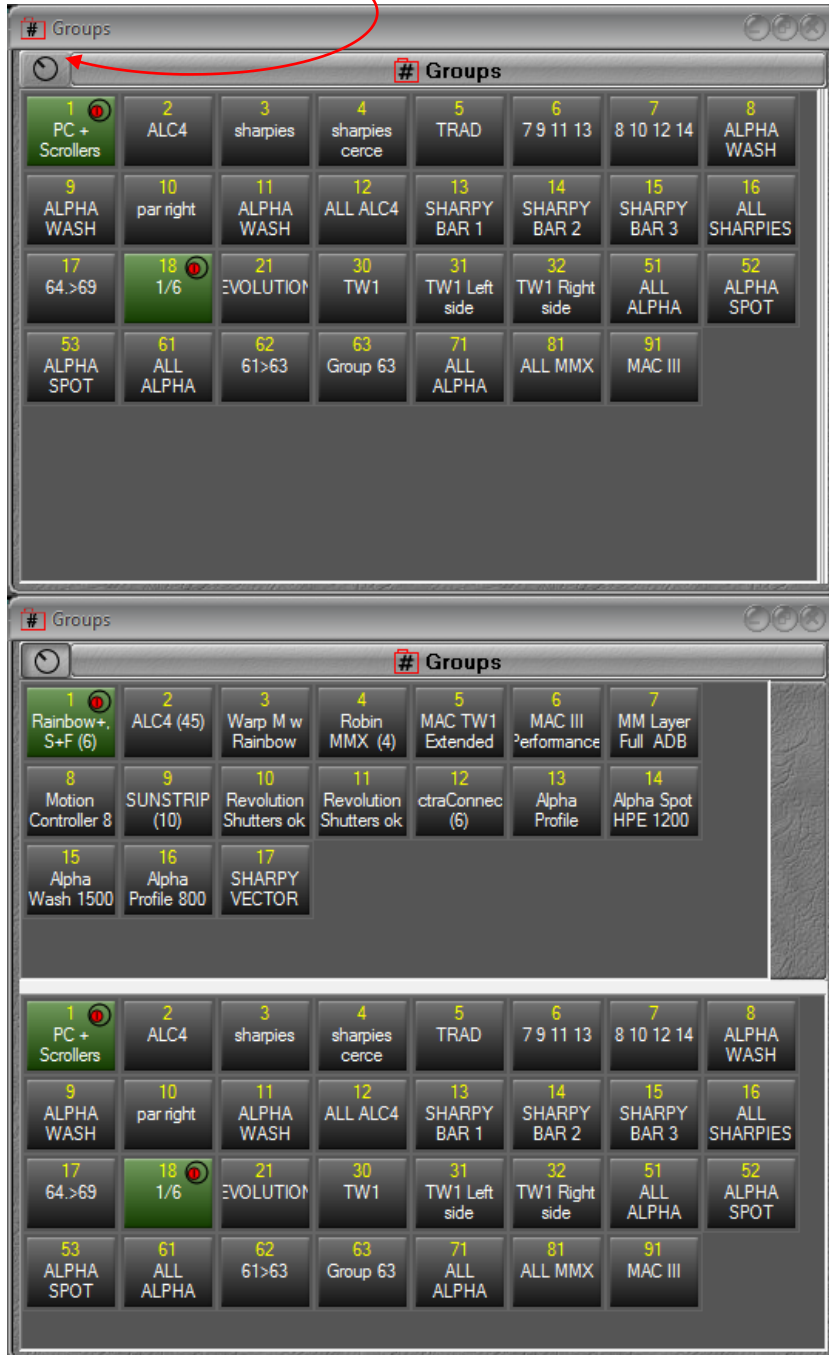 # Groups
# Groups
1 2 3 4 5 6 7 8
PC + Scrollers ALC4 sharpies sharpies cerce TRAD 7 9 11 13 8 10 12 14 ALPHA WASH
9 10 11 12 13 14 15 16
ALPHA WASH par right ALPHA WASH ALL ALC4 SHARPY BAR 1 SHARPY BAR 2 SHARPY BAR 3 ALL SHARPIES
17 18 21 30 31 32 51 52
64.>69 1/6 EVOLUTION TW1 TW1 Left side TW1 Right side ALL ALPHA ALPHA SPOT
53 61 62 63 71 81 91
ALPHA SPOT ALL ALPHA 61>63 Group 63 ALL ALPHA ALL MMX MAC III
# Groups
# Groups
1 2 3 4 5 6 7
Rainbow+, S+F (6) ALC4 (45) Warp M w Rainbow Robin MMX (4) MAC TW1 Extended MAC III Performance MM Layer Full ADB
8 9 10 11 12 13 14
Motion Controller 8 SUNSTRIP (10) Revolution Shutters ok Revolution Shutters ok ctraConnec (6) Alpha Profile Alpha Spot HPE 1200
15 16 17
Alpha Wash 1500 Alpha Profile 800 SHARPY VECTOR
1 2 3 4 5 6 7 8
PC + Scrollers ALC4 sharpies sharpies cerce TRAD 7 9 11 13 8 10 12 14 ALPHA WASH
9 10 11 12 13 14 15 16
ALPHA WASH par right ALPHA WASH ALL ALC4 SHARPY BAR 1 SHARPY BAR 2 SHARPY BAR 3 ALL SHARPIES
17 18 21 30 31 32 51 52
64.>69 1/6 EVOLUTION TW1 TW1 Left side TW1 Right side ALL ALPHA ALPHA SPOT
53 61 62 63 71 81 91
ALPHA SPOT ALL ALPHA 61>63 Group 63 ALL ALPHA ALL MMX MAC III